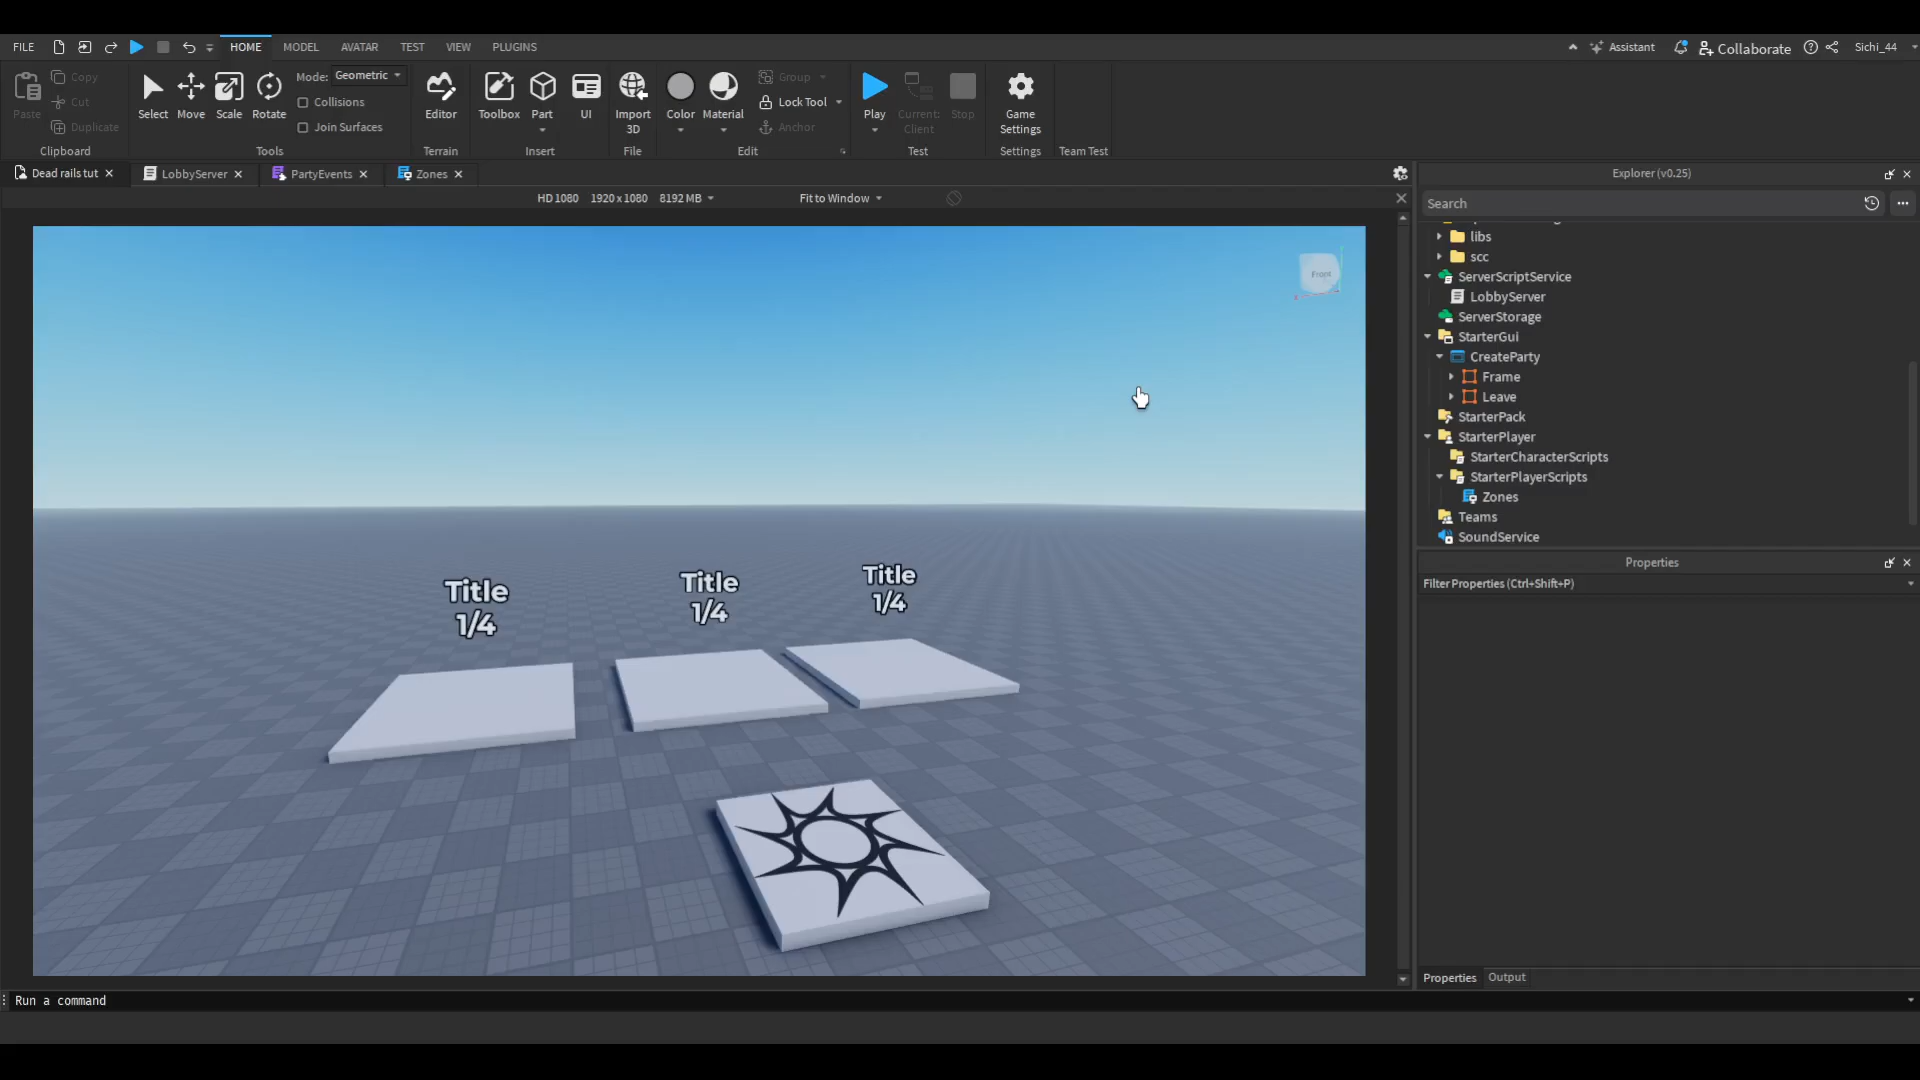 FILE HOME MODEL AVATAR TEST VIEW PLUGINS Assistant Collaborate Sichi_44
Paste Copy Cut Duplicate
Clipboard
Select Move Scale Rotate
Mode: Geometric
Collisions
Join Surfaces
Tools
Editor
Terrain
Toolbox Part UI
Insert
Import
3D
File
Color Material
Group
Lock Tool
Anchor
Edit
Play Current: Client Stop
Test
Game
Settings
Settings
Team Test
Dead rails tut LobbyServer PartyEvents Zones
HD 1080 1920 x 1080 8192 MB Fit to Window
Front
Title
1/4
Title
1/4
Title
1/4
Explorer (v0.25)
Search
libs
scc
ServerScriptService
LobbyServer
ServerStorage
StarterGui
CreateParty
Frame
Leave
StarterPack
StarterPlayer
StarterCharacterScripts
StarterPlayerScripts
Zones
Teams
SoundService
Properties
Filter Properties (Ctrl+Shift+P)
Properties Output
Run a command